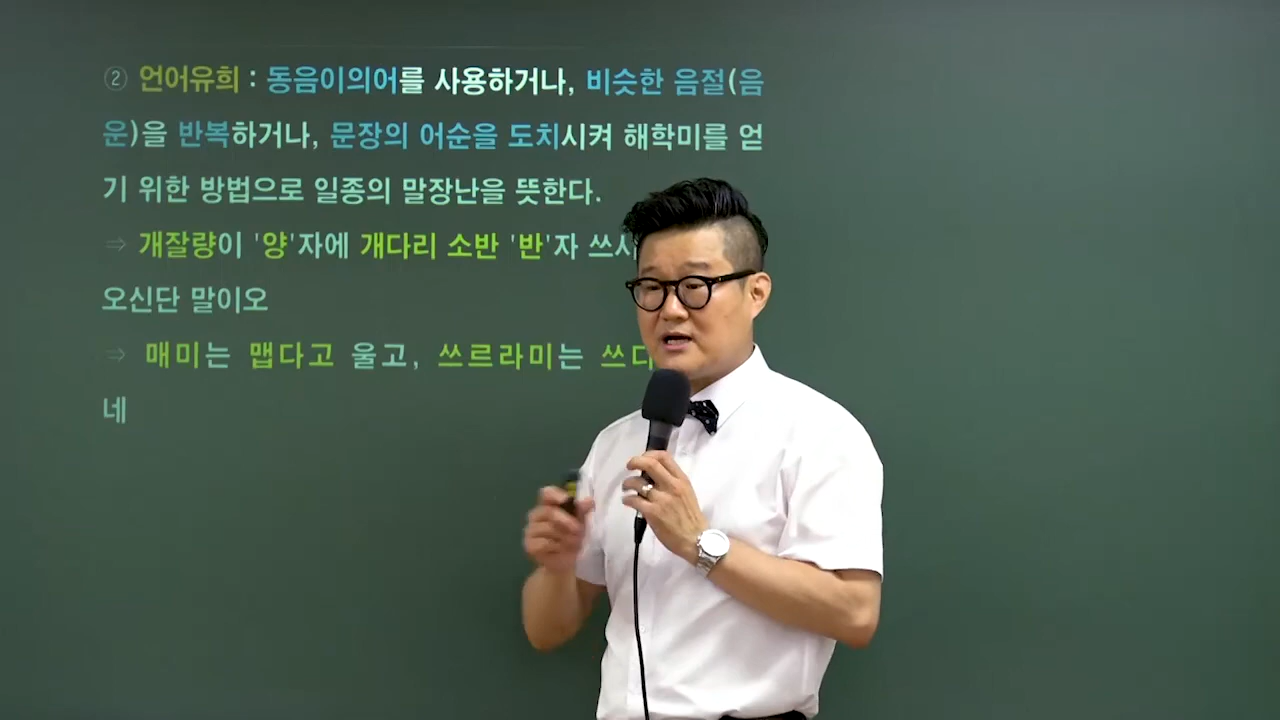 ② 언어유희 : 동음이의어를 사용하거나, 비슷한 음절(음
운)을 반복하거나, 문장의 어순을 도치시켜 해학미를 얻
기 위한 방법으로 일종의 말장난을 뜻한다.
⇒ 개잘량이 '양'자에 개다리 소반 '반'자 쓰시
오신단 말이오
⇒ 매미는 맵다고 울고, 쓰르라미는 쓰다
네